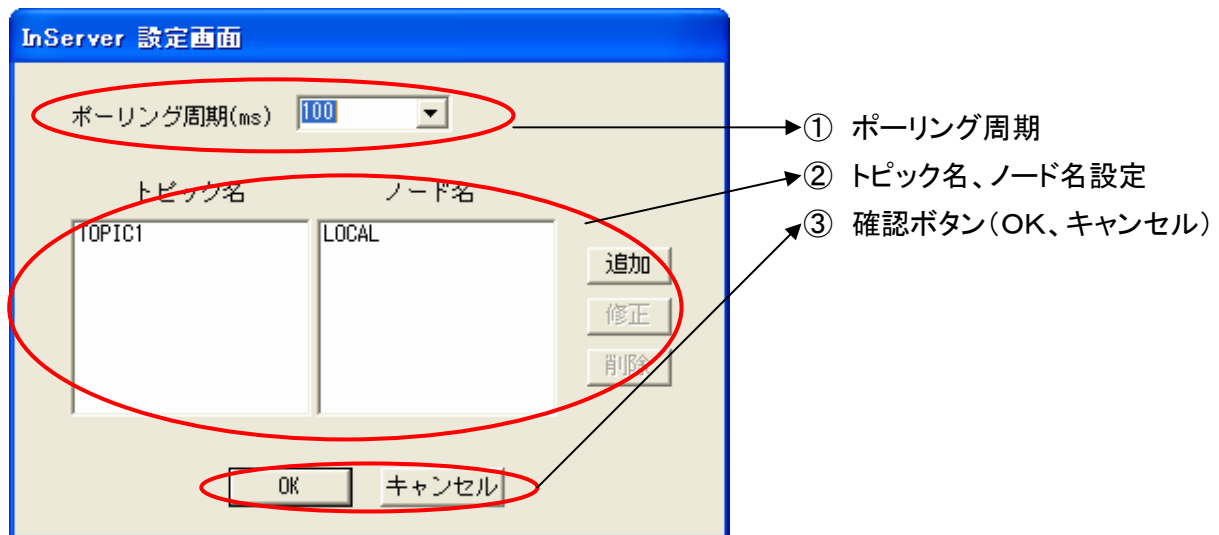 InServer 設定画面
ポーリング周期(ms) 100
トピック名 ノード名
TOPIC1 LOCAL
追加
修正
削除
OK キャンセル
① ポーリング周期
② トピック名、ノード名設定
③ 確認ボタン(OK、キャンセル)